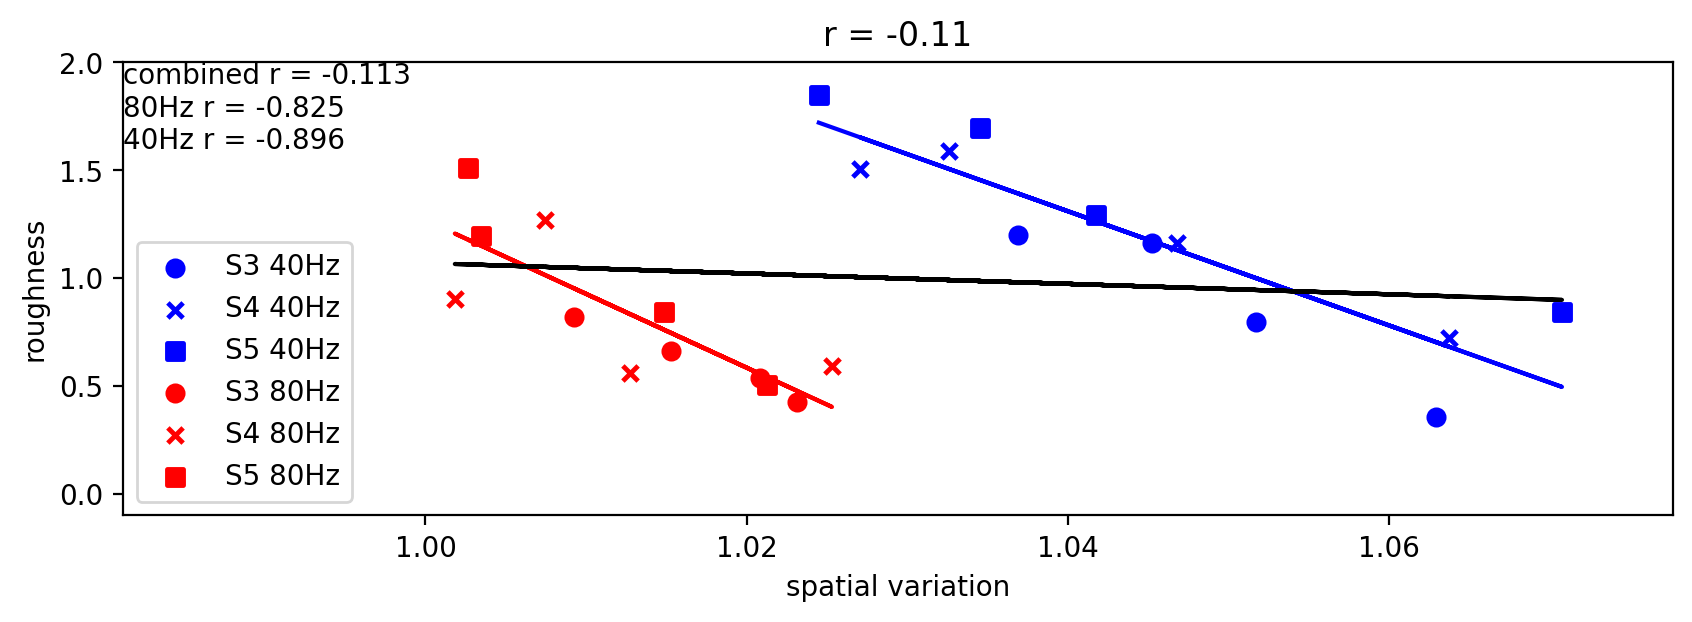 r = -0.11
combined r = -0.113
80Hz r = -0.825
40Hz r = -0.896
2.0
1.5
1.0
0.5
0.0
roughness
S3 40Hz
S4 40Hz
S5 40Hz
S3 80Hz
S4 80Hz
S5 80Hz
1.00 1.02 1.04 1.06
spatial variation